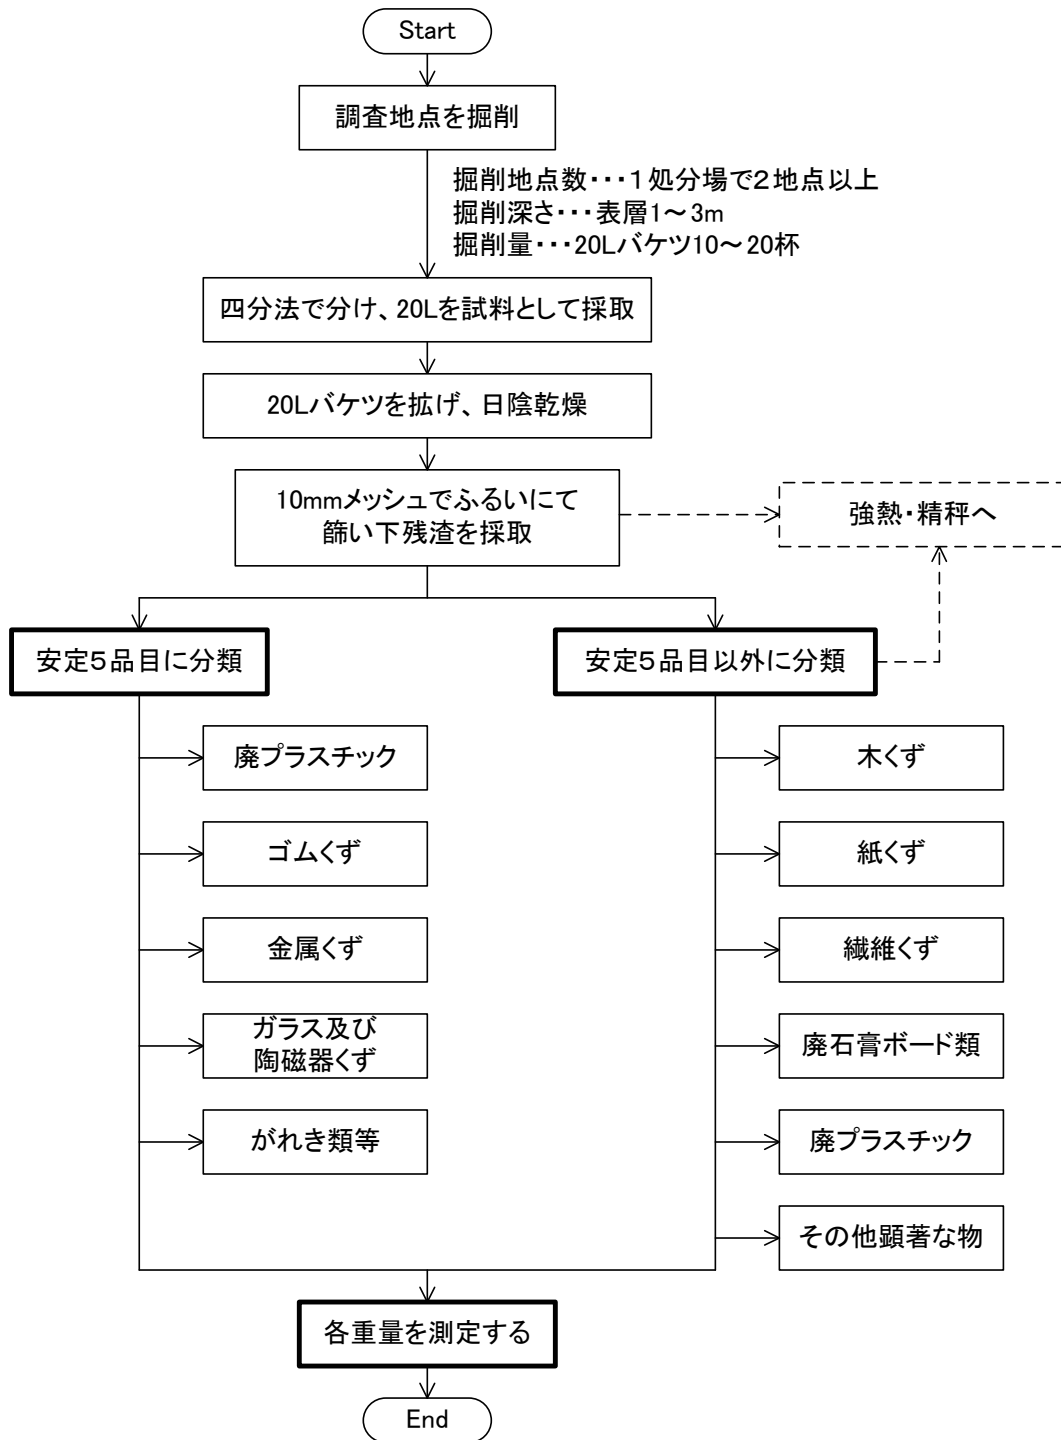 Start
調査地点を掘削
掘削地点数・・・1処分場で2地点以上
掘削深さ・・・表層1～3m
掘削量・・・20Lバケツ10～20杯
四分法で分け、20Lを試料として採取
20Lバケツを拡げ、日陰乾燥
10mmメッシュでふるいにて
篩い下残渣を採取
強熱・精秤へ
安定5品目に分類
安定5品目以外に分類
廃プラスチック
ゴムくず
金属くず
ガラス及び
陶磁器くず
がれき類等
木くず
紙くず
繊維くず
廃石膏ボード類
廃プラスチック
その他顕著な物
各重量を測定する
End